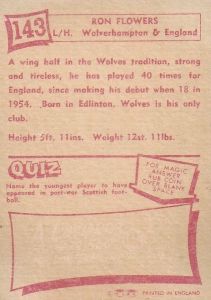 143
RON FLOWERS
L/H. Wolverhampton & England
A wing half in the Wolves tradition, strong
and tireless, he has played 40 times for
England, since making his debut when 18 in
1954. Born in Edlinton. Wolves is his only
club.
Height 5ft. 11ins. Weight 12st. 11lbs.
QUIZ
Name the youngest player to have
appeared in post-war Scottish foot-
ball.
FOR MAGIC
ANSWER
RUB COIN
OVER BLANK
SPACE
PRINTED IN ENGLAND